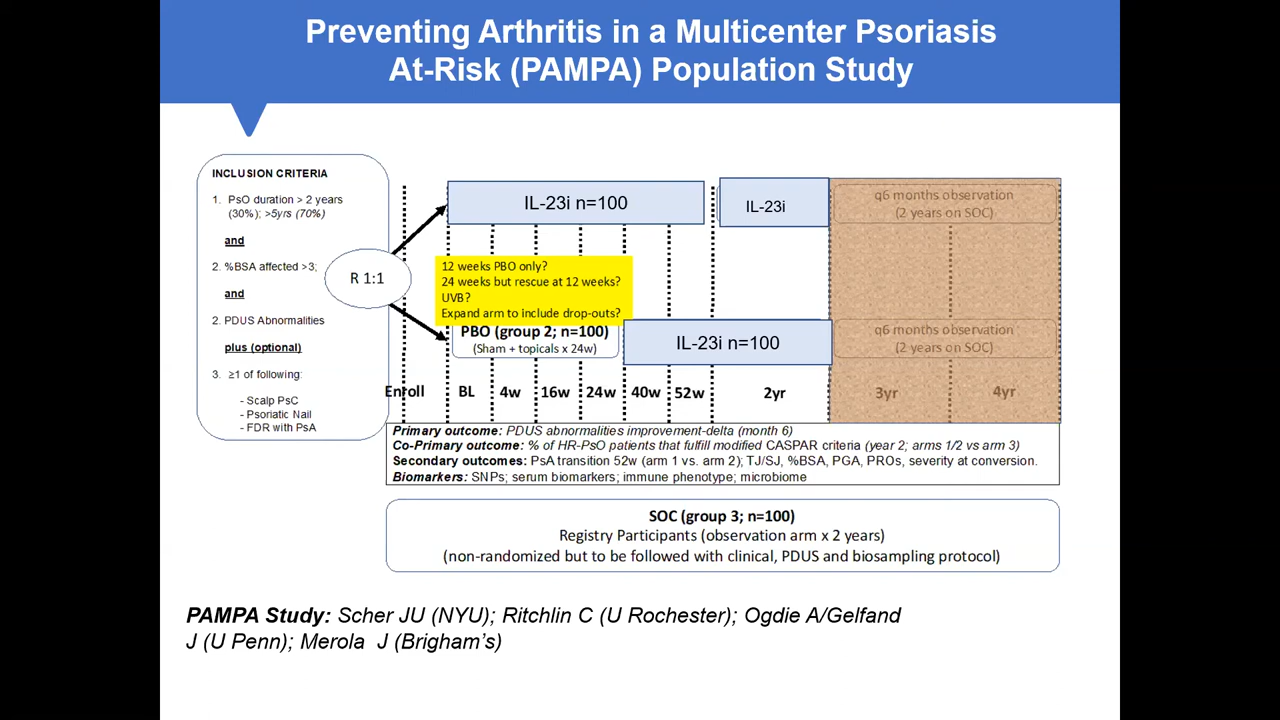 Preventing Arthritis in a Multicenter Psoriasis
At-Risk (PAMPA) Population Study
INCLUSION CRITERIA
1. PsO duration > 2 years
(30%); >5yrs (70%)
and
2. %BSA affected >3;
and
2. PDUS Abnormalities
plus (optional)
3. ≥1 of following:
- Scalp PsC
- Psoriatic Nail
- FDR with PsA
R 1:1
IL-23i n=100
IL-23i
q6 months observation
(2 years on SOC)
12 weeks PBO only?
24 weeks but rescue at 12 weeks?
UVB?
Expand arm to include drop-outs?
PBO (group 2; n=100)
(Sham + topicals x 24w)
IL-23i n=100
q6 months observation
(2 years on SOC)
Enroll BL 4w 16w 24w 40w 52w 2yr 3yr 4yr
Primary outcome: PDUS abnormalities improvement-delta (month 6)
Co-Primary outcome: % of HR-PsO patients that fulfill modified CASPAR criteria (year 2; arms 1/2 vs arm 3)
Secondary outcomes: PsA transition 52w (arm 1 vs. arm 2); TJ/SJ, %BSA, PGA, PROs, severity at conversion.
Biomarkers: SNPs; serum biomarkers; immune phenotype; microbiome
SOC (group 3; n=100)
Registry Participants (observation arm x 2 years)
(non-randomized but to be followed with clinical, PDUS and biosampling protocol)
PAMPA Study: Scher JU (NYU); Ritchlin C (U Rochester); Ogdie A/Gelfand
J (U Penn); Merola J (Brigham's)